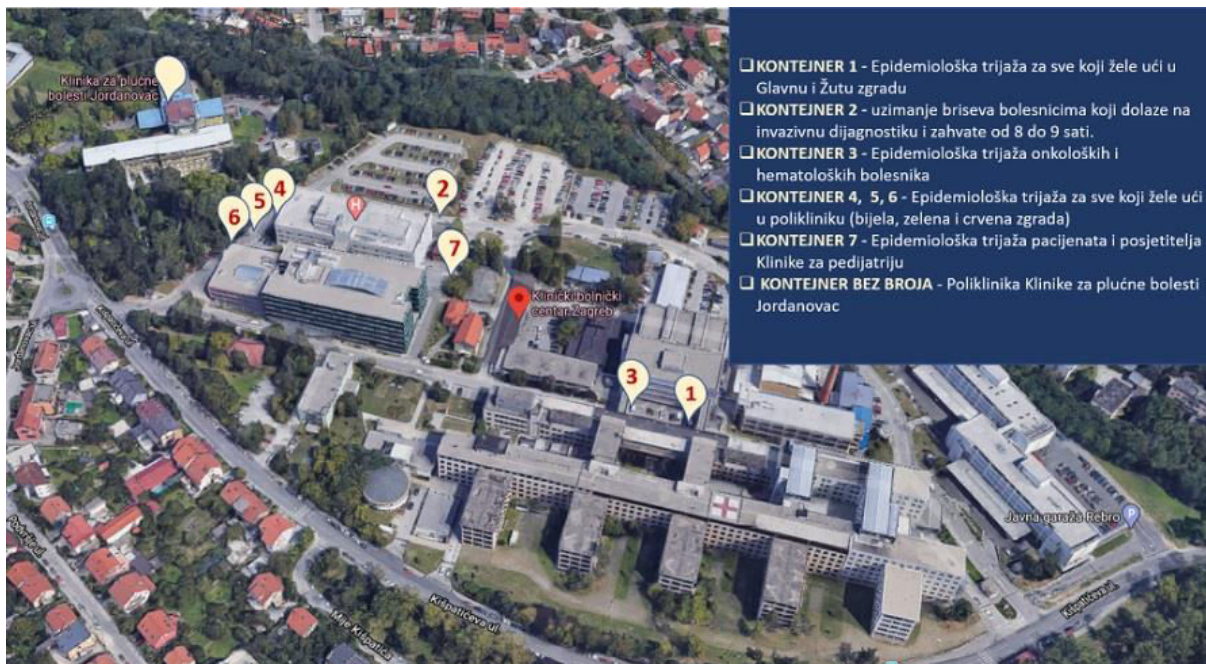 Klinika za plućne
bolesti Jordanovac
6
5
4
H
2
7
Klinički bolnički
centar Zagreb
3
1
Javna garaža Rebro
P
Kišpatićeva ul
Kišpatićeva ul
Mije Kišpatića
❑ KONTEJNER 1 - Epidemiološka trijaža za sve koji žele ući u
Glavnu i Žutu zgradu
❑ KONTEJNER 2 - uzimanje briseva bolesnicima koji dolaze na
invazivnu dijagnostiku i zahvate od 8 do 9 sati.
❑ KONTEJNER 3 - Epidemiološka trijaža onkoloških i
hematoloških bolesnika
❑ KONTEJNER 4, 5, 6 - Epidemiološka trijaža za sve koji žele ući
u polikliniku (bijela, zelena i crvena zgrada)
❑ KONTEJNER 7 - Epidemiološka trijaža pacijenata i posjetitelja
Klinike za pedijatriju
❑ KONTEJNER BEZ BROJA - Poliklinika Klinike za plućne bolesti
Jordanovac